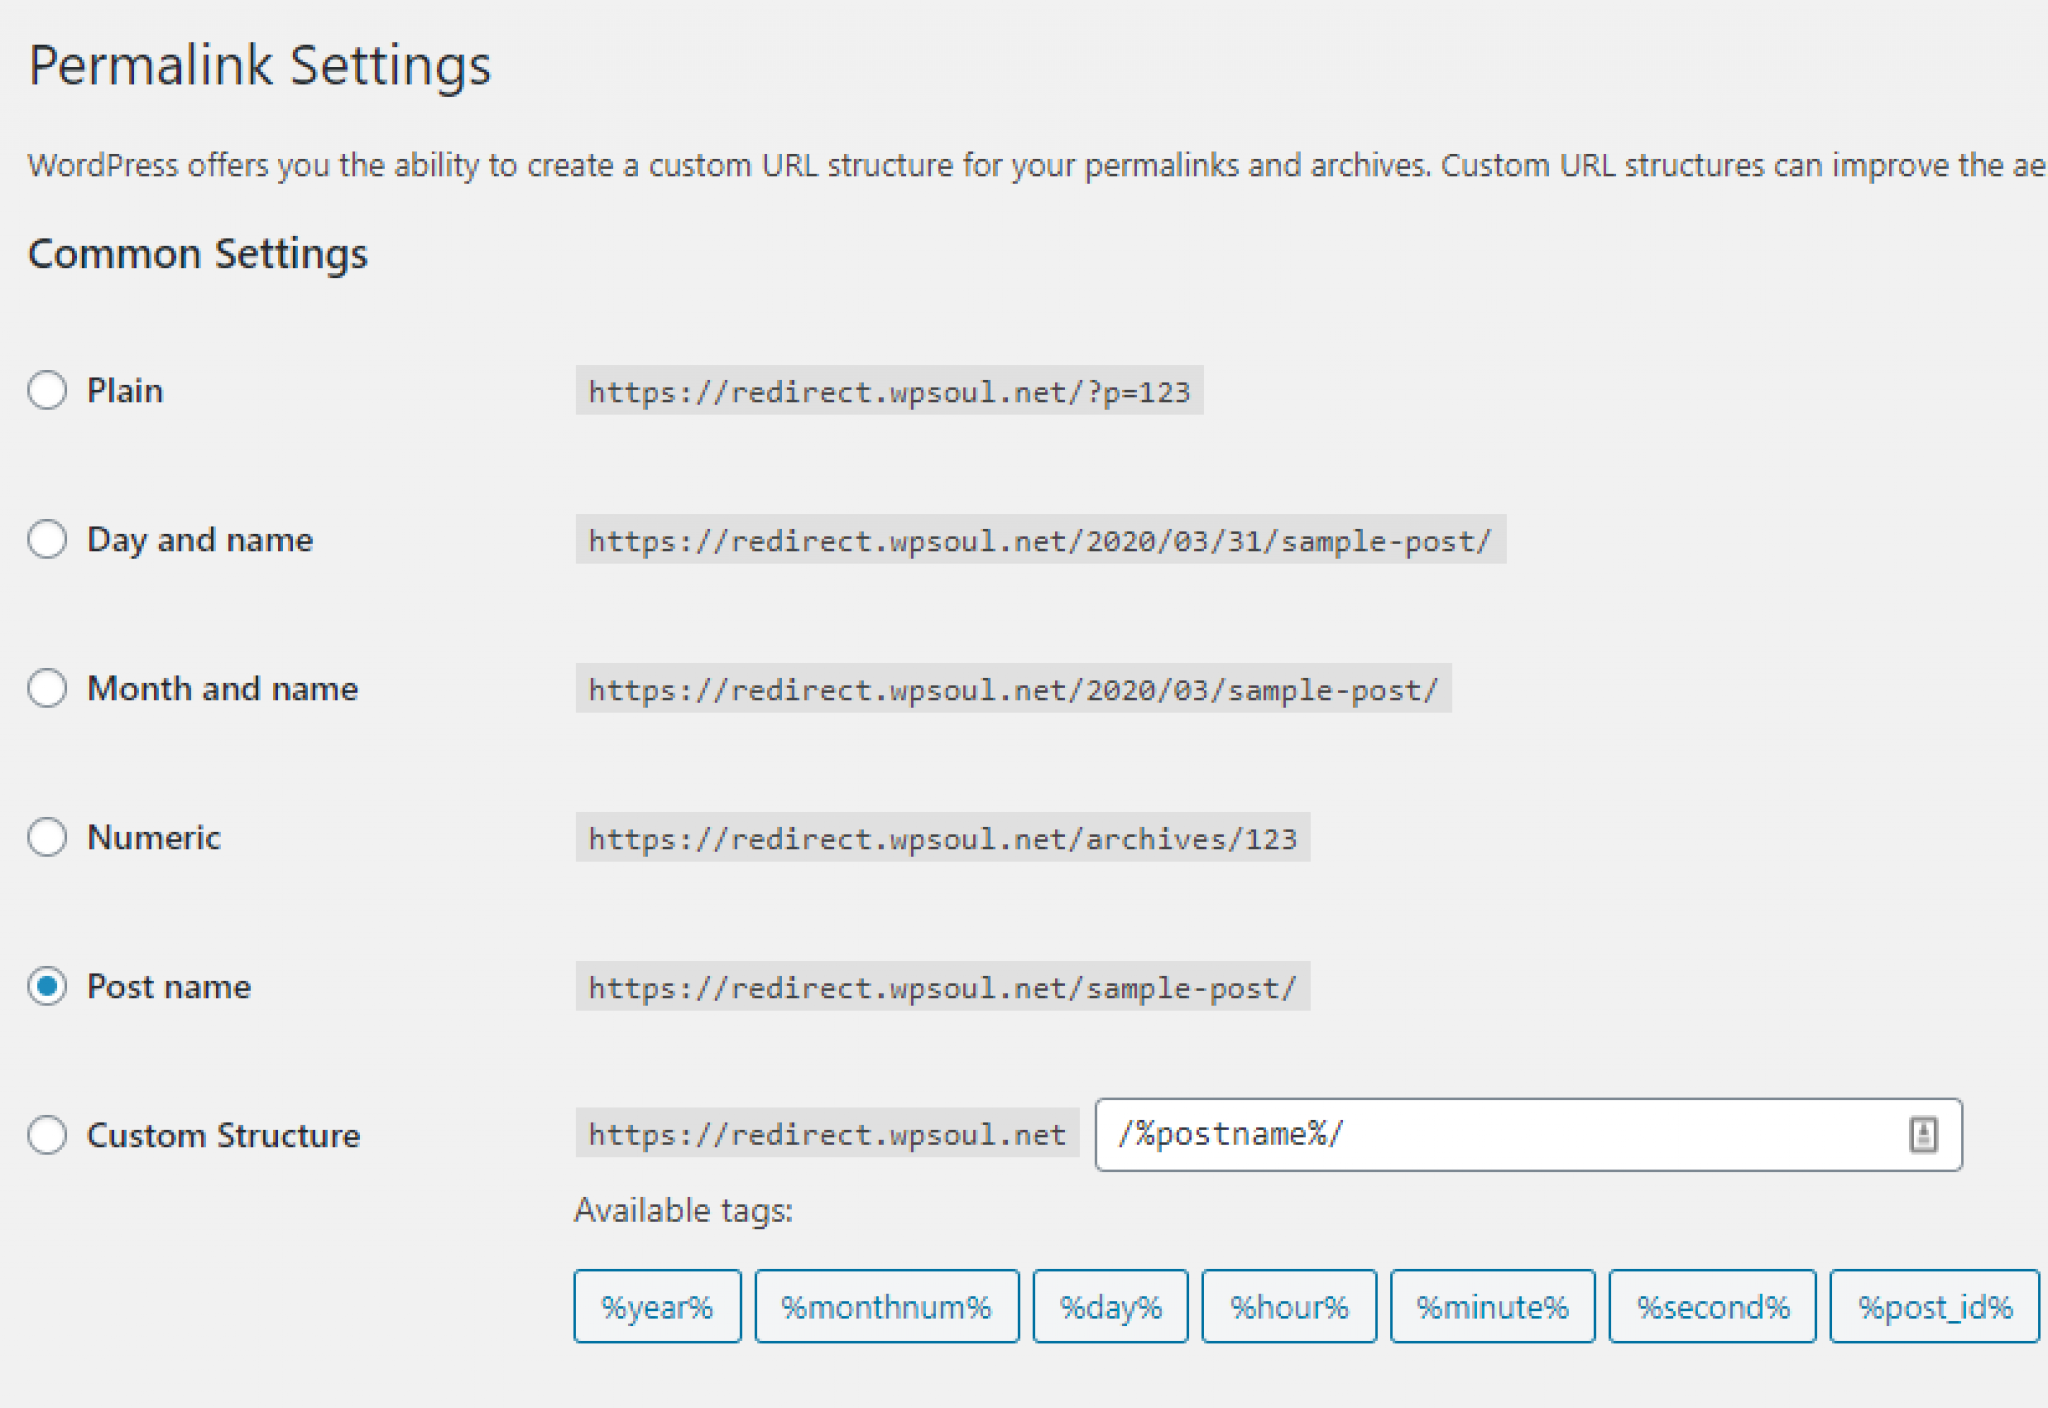 Permalink Settings
WordPress offers you the ability to create a custom URL structure for your permalinks and archives. Custom URL structures can improve the ae
Common Settings
Plain https://redirect.wpsoul.net/?p=123
Day and name https://redirect.wpsoul.net/2020/03/31/sample-post/
Month and name https://redirect.wpsoul.net/2020/03/sample-post/
Numeric https://redirect.wpsoul.net/archives/123
Post name https://redirect.wpsoul.net/sample-post/
Custom Structure https://redirect.wpsoul.net /%postname%/
Available tags:
%year% %monthnum% %day% %hour% %minute% %second% %post_id%